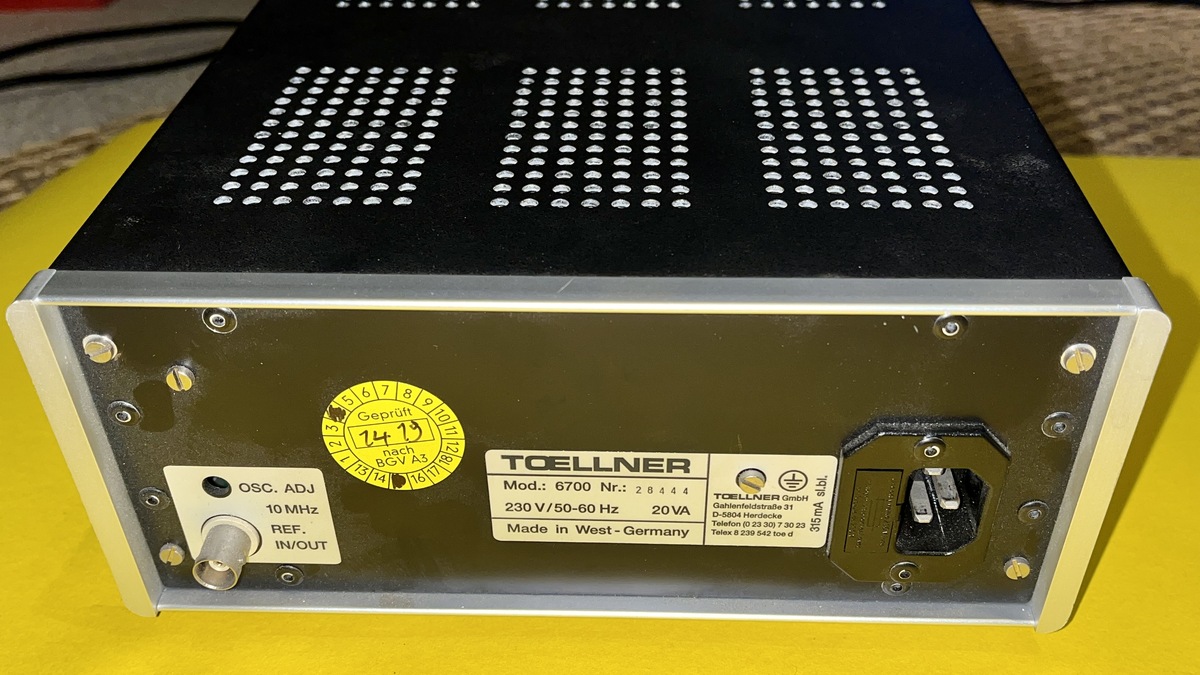 5 6 7 8 9 10 11 12
Geprüft
14 19
nach
BGV A3
1 2 3
13 14 16 17 18
OSC. ADJ
10 MHz
REF.
IN/OUT
TOELLNER
Mod.: 6700 Nr.: 28444
230 V/50-60 Hz 20 VA
Made in West-Germany
TOELLNER GmbH
Gahlenfeldstraße 31
D-5804 Herdecke
Telefon (0 23 30) 7 30 23
Telex 8 239 542 toe d
315 mA sl.bl.